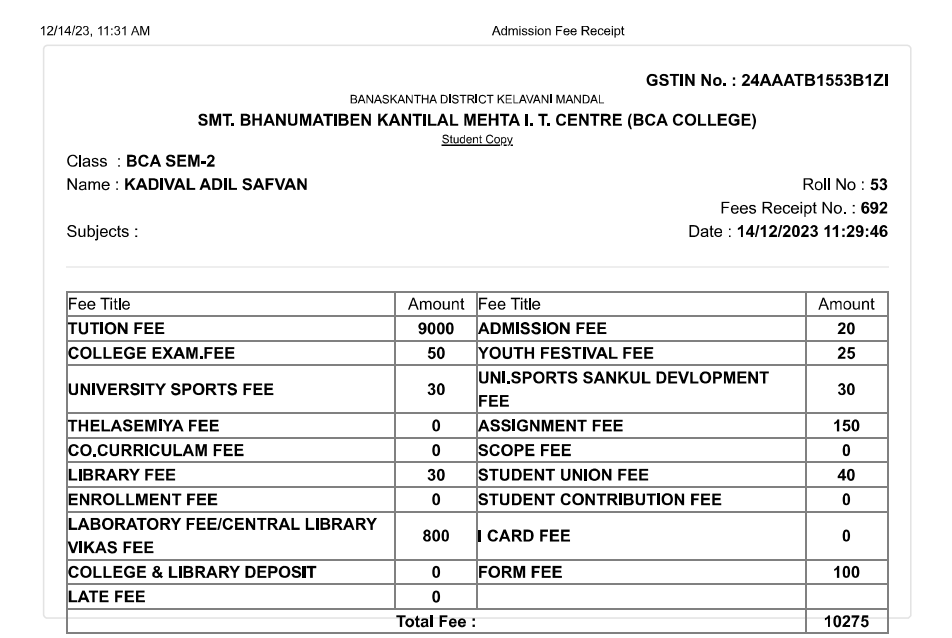 12/14/23, 11:31 AM Admission Fee Receipt
GSTIN No. : 24AAATB1553B1ZI
BANASKANTHA DISTRICT KELAVANI MANDAL
SMT. BHANUMATIBEN KANTILAL MEHTA I. T. CENTRE (BCA COLLEGE)
Student Copy
Class : BCA SEM-2
Name : KADIVAL ADIL SAFVAN Roll No : 53
Fees Receipt No. : 692
Subjects : Date : 14/12/2023 11:29:46
Fee Title Amount Fee Title Amount
TUTION FEE 9000 ADMISSION FEE 20
COLLEGE EXAM.FEE 50 YOUTH FESTIVAL FEE 25
UNIVERSITY SPORTS FEE 30 UNI.SPORTS SANKUL DEVLOPMENT
FEE 30
THELASEMIYA FEE 0 ASSIGNMENT FEE 150
CO.CURRICULAM FEE 0 SCOPE FEE 0
LIBRARY FEE 30 STUDENT UNION FEE 40
ENROLLMENT FEE 0 STUDENT CONTRIBUTION FEE 0
LABORATORY FEE/CENTRAL LIBRARY
VIKAS FEE 800 I CARD FEE 0
COLLEGE & LIBRARY DEPOSIT 0 FORM FEE 100
LATE FEE 0
Total Fee : 10275